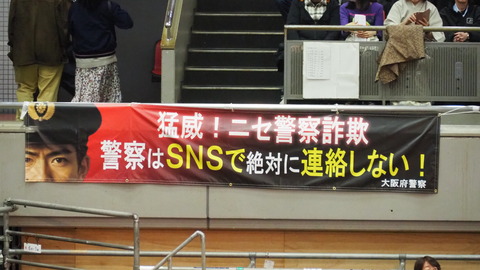 猛威！ニセ警察詐欺
警察はSNSで絶対に連絡しない！
大阪府警察